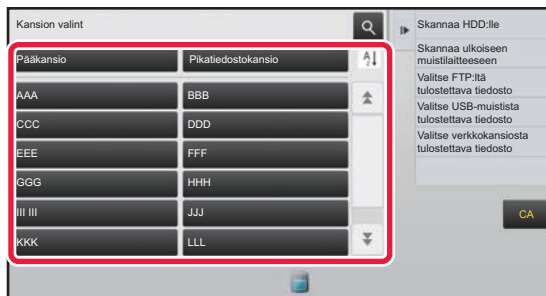 Kansion valint
Pääkansio
Pikatiedostokansio
AAA
BBB
CCC
DDD
EEE
FFF
GGG
HHH
III III
JJJ
KKK
LLL
Skannaa HDD:lle
Skannaa ulkoiseen
muistilaitteeseen
Valitse FTP:ltä
tulostettava tiedosto
Valitse USB-muistista
tulostettava tiedosto
Valitse verkkokansiosta
tulostettava tiedosto
CA